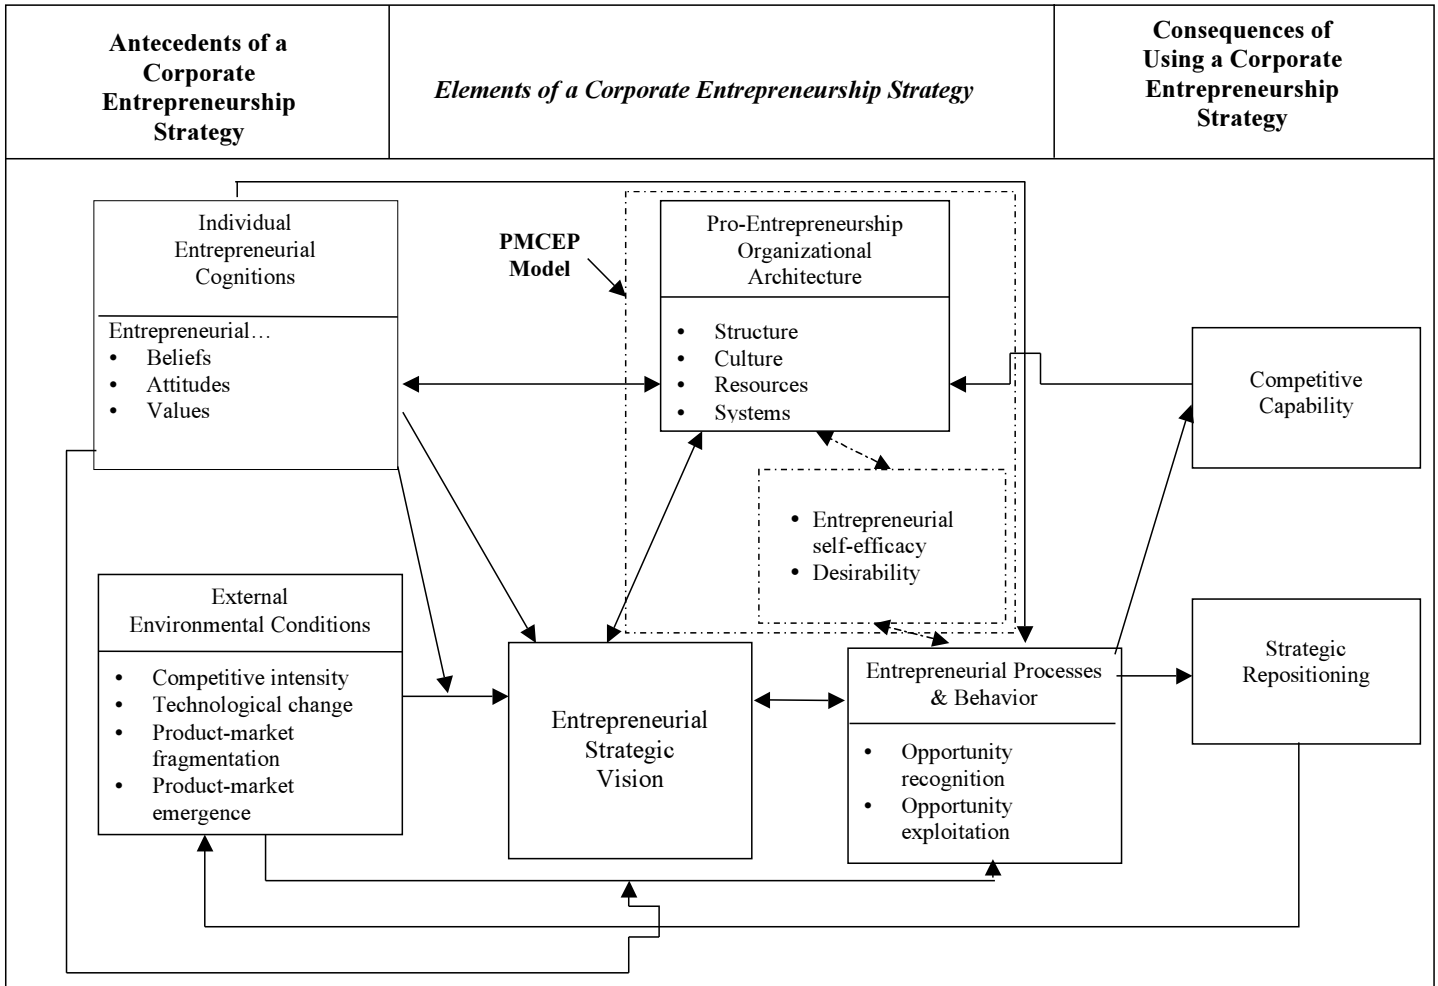 Antecedents of a
Corporate
Entrepreneurship
Strategy
Elements of a Corporate Entrepreneurship Strategy
Consequences of
Using a Corporate
Entrepreneurship
Strategy
Individual
Entrepreneurial
Cognitions
Entrepreneurial…
• Beliefs
• Attitudes
• Values
PMCEP
Model
Pro-Entrepreneurship
Organizational
Architecture
• Structure
• Culture
• Resources
• Systems
Competitive
Capability
• Entrepreneurial
self-efficacy
• Desirability
External
Environmental Conditions
• Competitive intensity
• Technological change
• Product-market
fragmentation
• Product-market
emergence
Entrepreneurial
Strategic
Vision
Entrepreneurial Processes
& Behavior
• Opportunity
recognition
• Opportunity
exploitation
Strategic
Repositioning